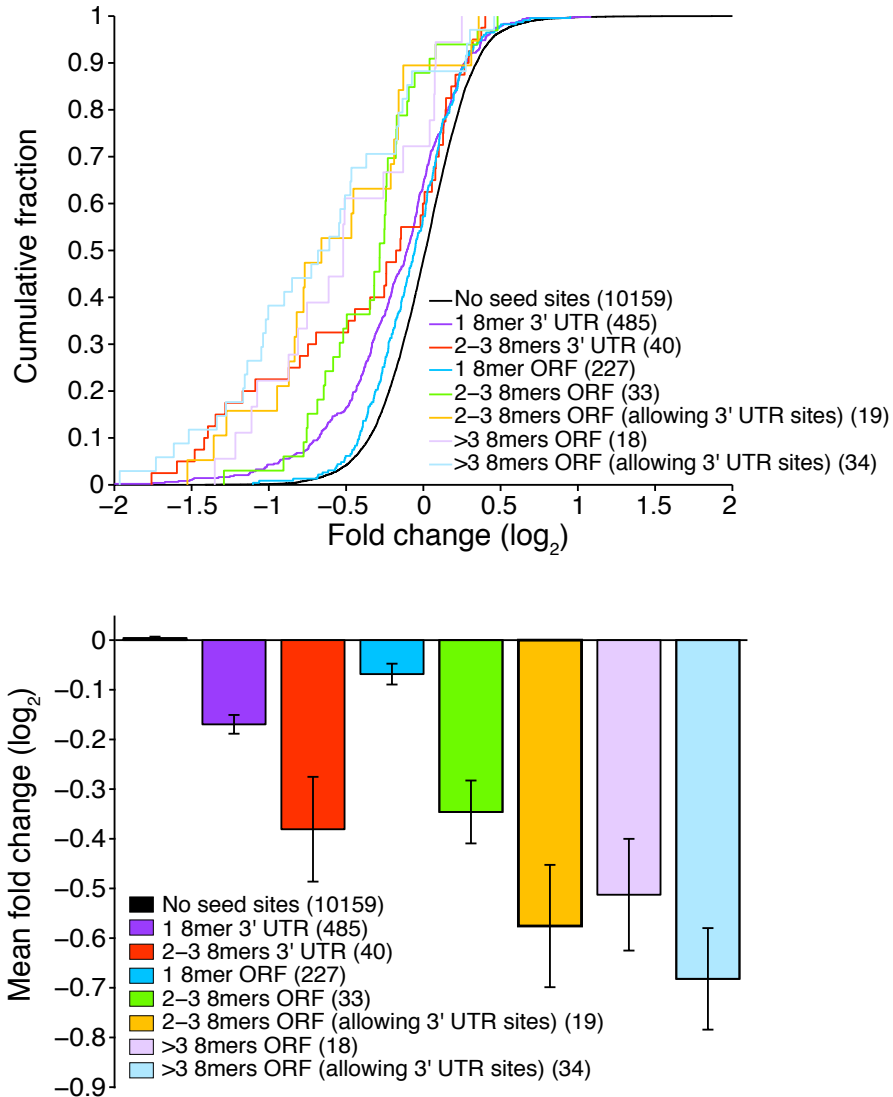 1
0.9
0.8
0.7
0.6
0.5
0.4
0.3
0.2
0.1
0
Cumulative fraction
No seed sites (10159)
1 8mer 3' UTR (485)
2–3 8mers 3' UTR (40)
1 8mer ORF (227)
2–3 8mers ORF (33)
2–3 8mers ORF (allowing 3' UTR sites) (19)
>3 8mers ORF (18)
>3 8mers ORF (allowing 3' UTR sites) (34)
−2 −1.5 −1 −0.5 0 0.5 1 1.5 2
Fold change (log2)
0
−0.1
−0.2
−0.3
−0.4
−0.5
−0.6
−0.7
−0.8
−0.9
Mean fold change (log2)
No seed sites (10159)
1 8mer 3' UTR (485)
2–3 8mers 3' UTR (40)
1 8mer ORF (227)
2–3 8mers ORF (33)
2–3 8mers ORF (allowing 3' UTR sites) (19)
>3 8mers ORF (18)
>3 8mers ORF (allowing 3' UTR sites) (34)